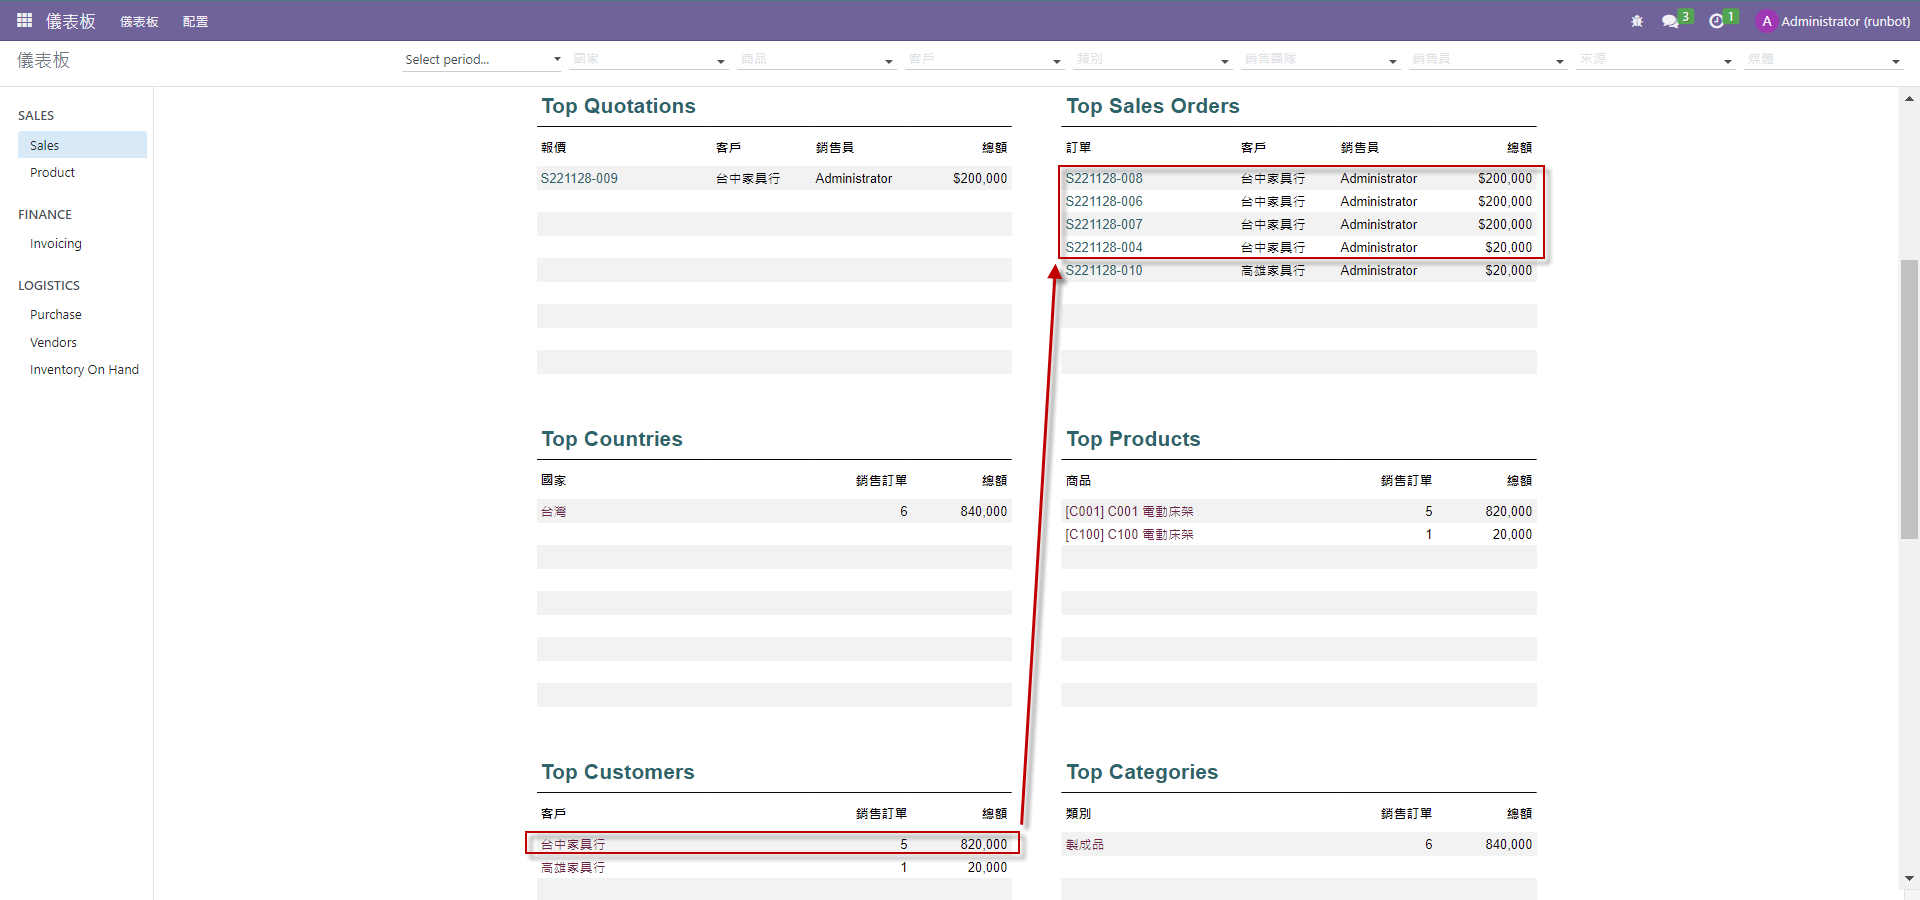 儀表板 儀表板 配置 3 1 A Administrator (runbot)
儀表板 Select period... 國家 商品 客戶 類別 銷售團隊 銷售員 來源 媒體
SALES
Sales
Product
FINANCE
Invoicing
LOGISTICS
Purchase
Vendors
Inventory On Hand
Top Quotations
報價 客戶 銷售員 總額
S221128-009 台中家具行 Administrator $200,000
Top Sales Orders
訂單 客戶 銷售員 總額
S221128-008 台中家具行 Administrator $200,000
S221128-006 台中家具行 Administrator $200,000
S221128-007 台中家具行 Administrator $200,000
S221128-004 台中家具行 Administrator $20,000
S221128-010 高雄家具行 Administrator $20,000
Top Countries
國家 銷售訂單 總額
台灣 6 840,000
Top Products
商品 銷售訂單 總額
[C001] C001 電動床架 5 820,000
[C100] C100 電動床架 1 20,000
Top Customers
客戶 銷售訂單 總額
台中家具行 5 820,000
高雄家具行 1 20,000
Top Categories
類別 銷售訂單 總額
製成品 6 840,000